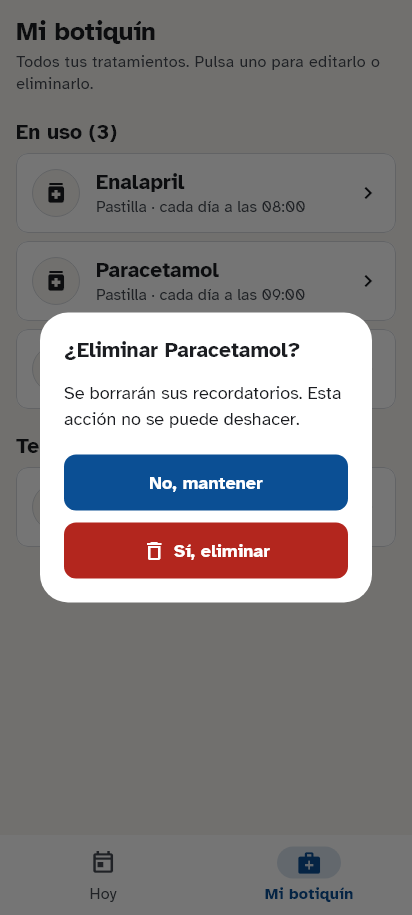 Mi botiquín
Todos tus tratamientos. Pulsa uno para editarlo o
eliminarlo.
En uso (3)
Enalapril
Pastilla · cada día a las 08:00
Paracetamol
Pastilla · cada día a las 09:00
¿Eliminar Paracetamol?
Se borrarán sus recordatorios. Esta
acción no se puede deshacer.
No, mantener
Sí, eliminar
Hoy
Mi botiquín